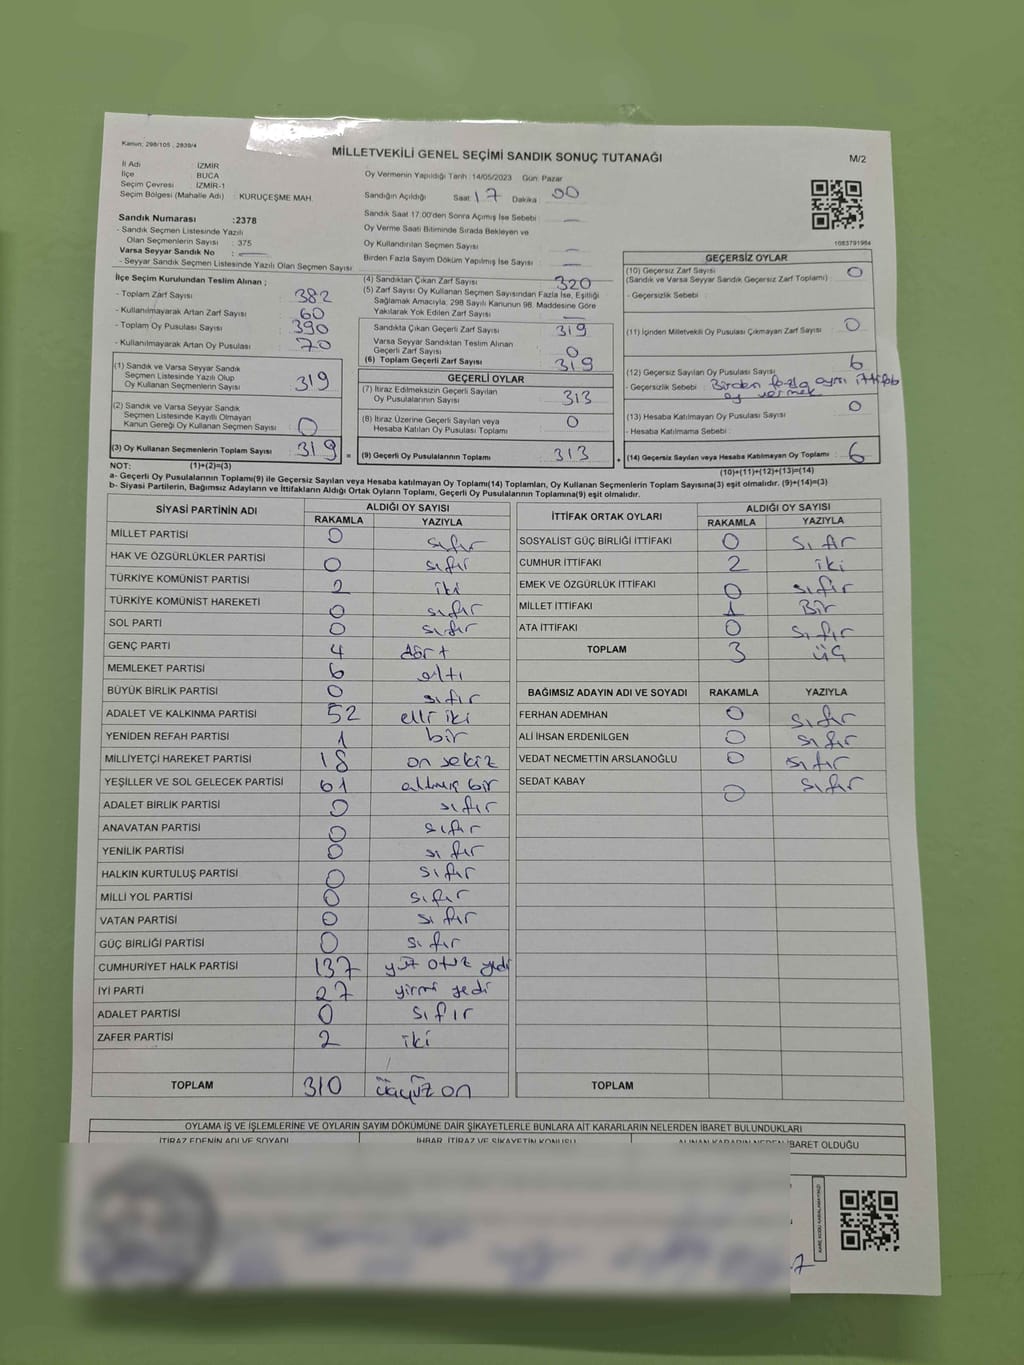 Kanun: 298/105 , 2839/4
MİLLETVEKİLİ GENEL SEÇİMİ SANDIK SONUÇ TUTANAĞI
M/2
İl Adı : İZMİR
İlçe : BUCA
Seçim Çevresi : İZMİR-1
Seçim Bölgesi (Mahalle Adı) : KURUÇEŞME MAH.
Sandık Numarası :2378
- Sandık Seçmen Listesinde Yazılı
Olan Seçmenlerin Sayısı : 375
Varsa Seyyar Sandık No :
- Seyyar Sandık Seçmen Listesinde Yazılı Olan Seçmen Sayısı
Oy Vermenin Yapıldığı Tarih :14/05/2023 Gün: Pazar
Sandığın Açıldığı Saat: 17 Dakika : 00
Sandık Saat 17:00'den Sonra Açımış İse Sebebi :
Oy Verme Saati Bitiminde Sırada Bekleyen ve
Oy Kullandırılan Seçmen Sayısı
Birden Fazla Sayım Döküm Yapılmış İse Sayısı :
1083791984
İlçe Seçim Kurulundan Teslim Alınan ;
- Toplam Zarf Sayısı : 382
- Kullanılmayarak Artan Zarf Sayısı : 60
- Toplam Oy Pusulası Sayısı : 390
- Kullanılmayarak Artan Oy Pusulası : 70
(1) Sandık ve Varsa Seyyar Sandık
Seçmen Listesinde Yazılı Olup
Oy Kullanan Seçmenlerin Sayısı : 319
(2) Sandık ve Varsa Seyyar Sandık
Seçmen Listesinde Kayıtlı Olmayan
Kanun Gereği Oy Kullanan Seçmen Sayısı : 0
(3) Oy Kullanan Seçmenlerin Toplam Sayısı : 319 =
(4) Sandıktan Çıkan Zarf Sayısı : 320
(5) Zarf Sayısı Oy Kullanan Seçmen Sayısından Fazla İse, Eşitliği
Sağlamak Amacıyla, 298 Sayılı Kanunun 98. Maddesine Göre
Yakılarak Yok Edilen Zarf Sayısı :
Sandıkta Çıkan Geçerli Zarf Sayısı : 319
Varsa Seyyar Sandıktan Teslim Alınan
Geçerli Zarf Sayısı : 0
(6) Toplam Geçerli Zarf Sayısı : 319
GEÇERLİ OYLAR
(7) İtiraz Edilmeksizin Geçerli Sayılan
Oy Pusulalarının Sayısı : 313
(8) İtiraz Üzerine Geçerli Sayılan veya
Hesaba Katılan Oy Pusulası Toplamı : 0
(9) Geçerli Oy Pusulalarının Toplamı : 313 +
GEÇERSİZ OYLAR
(10) Geçersiz Zarf Sayısı
(Sandık ve Varsa Seyyar Sandık Geçersiz Zarf Toplamı) : 0
- Geçersizlik Sebebi :
(11) İçinden Milletvekili Oy Pusulası Çıkmayan Zarf Sayısı : 0
(12) Geçersiz Sayılan Oy Pusulası Sayısı : 6
- Geçersizlik Sebebi : Birden fazla ayrı ittifak
oy vermek
(13) Hesaba Katılmayan Oy Pusulası Sayısı : 0
- Hesaba Katılmama Sebebi :
(14) Geçersiz Sayılan veya Hesaba Katılmayan Oy Toplamı : 6
NOT: (1)+(2)=(3)
(10)+(11)+(12)+(13)=(14)
a- Geçerli Oy Pusulalarının Toplamı(9) ile Geçersiz Sayılan veya Hesaba katılmayan Oy Toplamı(14) Toplamları, Oy Kullanan Seçmenlerin Toplam Sayısına(3) eşit olmalıdır. (9)+(14)=(3)
b- Siyasi Partilerin, Bağımsız Adayların ve İttifakların Aldığı Ortak Oyların Toplamı, Geçerli Oy Pusulalarının Toplamına(9) eşit olmalıdır.
SİYASİ PARTİNİN ADI ALDIĞI OY SAYISI
RAKAMLA YAZIYLA
MİLLET PARTİSİ 0 sıfır
HAK VE ÖZGÜRLÜKLER PARTİSİ 0 sıfır
TÜRKİYE KOMÜNİST PARTİSİ 2 iki
TÜRKİYE KOMÜNİST HAREKETİ 0 sıfır
SOL PARTİ 0 sıfır
GENÇ PARTİ 4 dört
MEMLEKET PARTİSİ 6 altı
BÜYÜK BİRLİK PARTİSİ 0 sıfır
ADALET VE KALKINMA PARTİSİ 52 elli iki
YENİDEN REFAH PARTİSİ 1 bir
MİLLİYETÇİ HAREKET PARTİSİ 18 on sekiz
YEŞİLLER VE SOL GELECEK PARTİSİ 61 altmış bir
ADALET BİRLİK PARTİSİ 0 sıfır
ANAVATAN PARTİSİ 0 sıfır
YENİLİK PARTİSİ 0 sıfır
HALKIN KURTULUŞ PARTİSİ 0 sıfır
MİLLİ YOL PARTİSİ 0 sıfır
VATAN PARTİSİ 0 sıfır
GÜÇ BİRLİĞİ PARTİSİ 0 sıfır
CUMHURİYET HALK PARTİSİ 137 yüz otuz yedi
İYİ PARTİ 27 yirmi yedi
ADALET PARTİSİ 0 sıfır
ZAFER PARTİSİ 2 iki
TOPLAM 310 üçyüz on
İTTİFAK ORTAK OYLARI ALDIĞI OY SAYISI
RAKAMLA YAZIYLA
SOSYALİST GÜÇ BİRLİĞİ İTTİFAKI 0 sıfır
CUMHUR İTTİFAKI 2 iki
EMEK VE ÖZGÜRLÜK İTTİFAKI 0 sıfır
MİLLET İTTİFAKI 1 Bir
ATA İTTİFAKI 0 sıfır
TOPLAM 3 üç
BAĞIMSIZ ADAYIN ADI VE SOYADI RAKAMLA YAZIYLA
FERHAN ADEMHAN 0 sıfır
ALİ İHSAN ERDENİLGEN 0 sıfır
VEDAT NECMETTİN ARSLANOĞLU 0 sıfır
SEDAT KABAY 0 sıfır
TOPLAM
OYLAMA İŞ VE İŞLEMLERİNE VE OYLARIN SAYIM DÖKÜMÜNE DAİR ŞİKAYETLERLE BUNLARA AİT KARARLARIN NELERDEN İBARET BULUNDUKLARI
İTİRAZ EDENİN ADI VE SOYADI İHBAR, İTİRAZ VE ŞİKAYETİN KONUSU ALINAN KARARIN NEDEN İBARET OLDUĞU